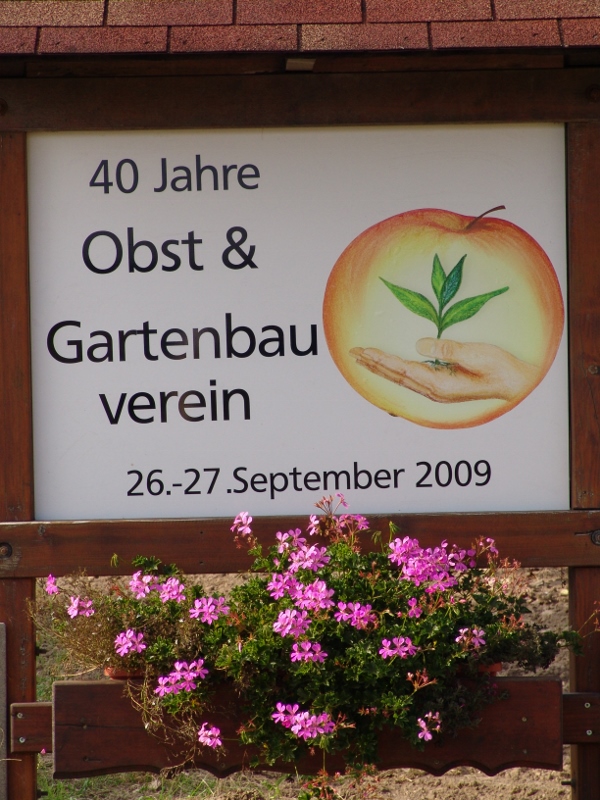 40 Jahre
Obst &
Gartenbau
verein
26.-27.September 2009